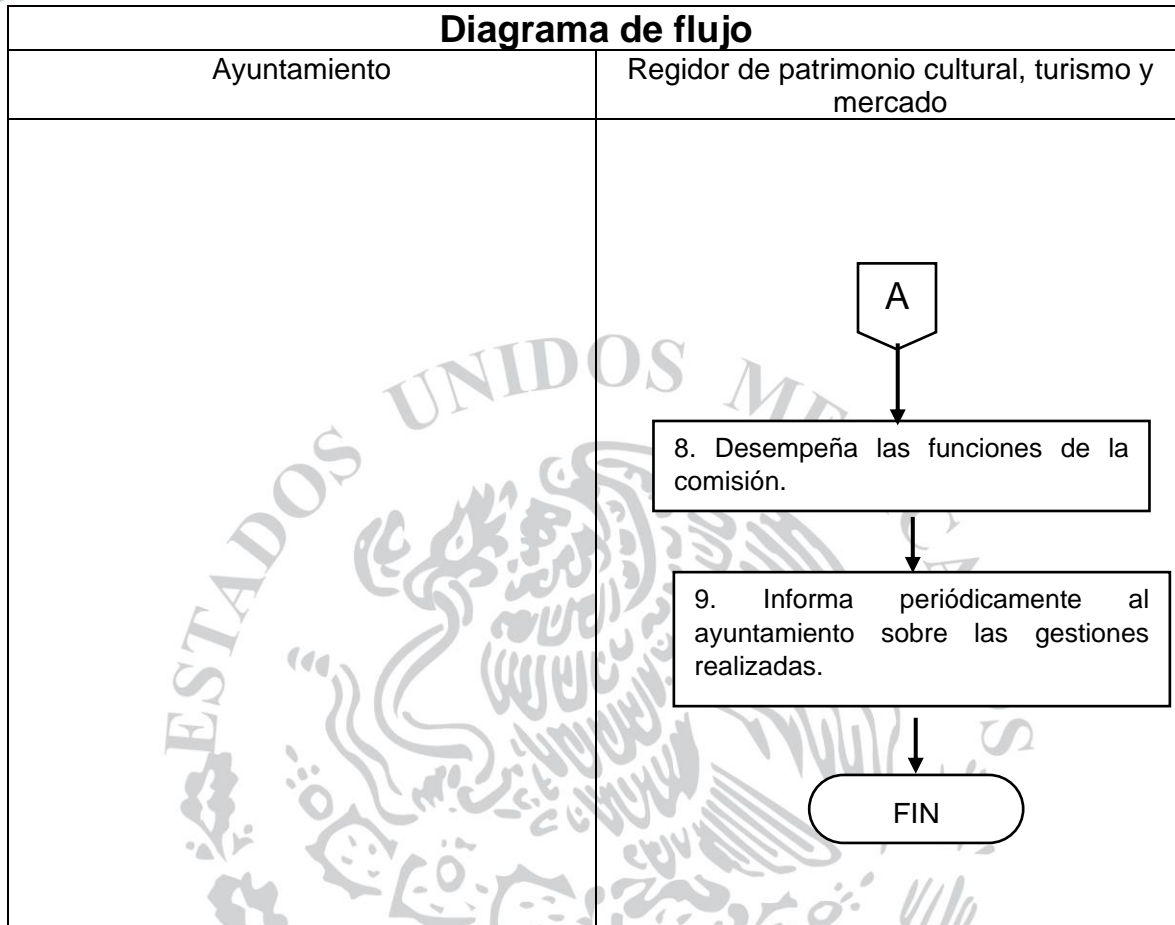 Diagrama de flujo
Ayuntamiento
Regidor de patrimonio cultural, turismo y
mercado
A
8. Desempeña las funciones de la
comisión.
9. Informa periódicamente al
ayuntamiento sobre las gestiones
realizadas.
FIN
ESTADOS UNIDOS ME